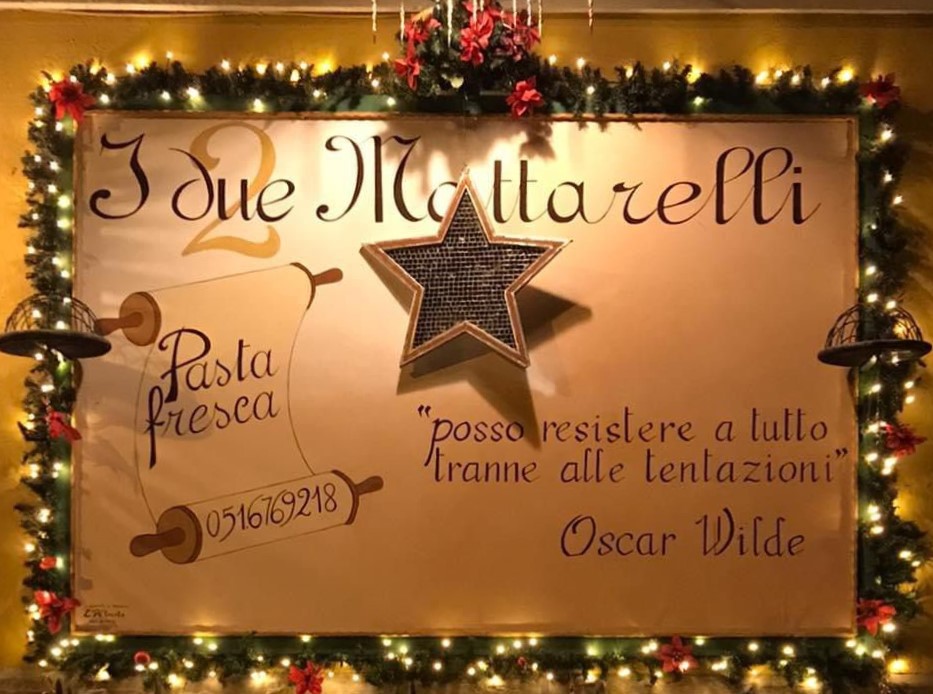 I due Mattarelli
2
Pasta
fresca
0516769218
"posso resistere a tutto
tranne alle tentazioni"
Oscar Wilde